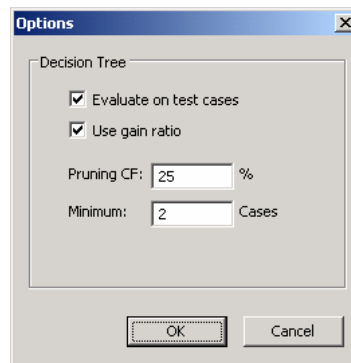 Options
Decision Tree
Evaluate on test cases
Use gain ratio
Pruning CF: 25 %
Minimum: 2 Cases
OK Cancel